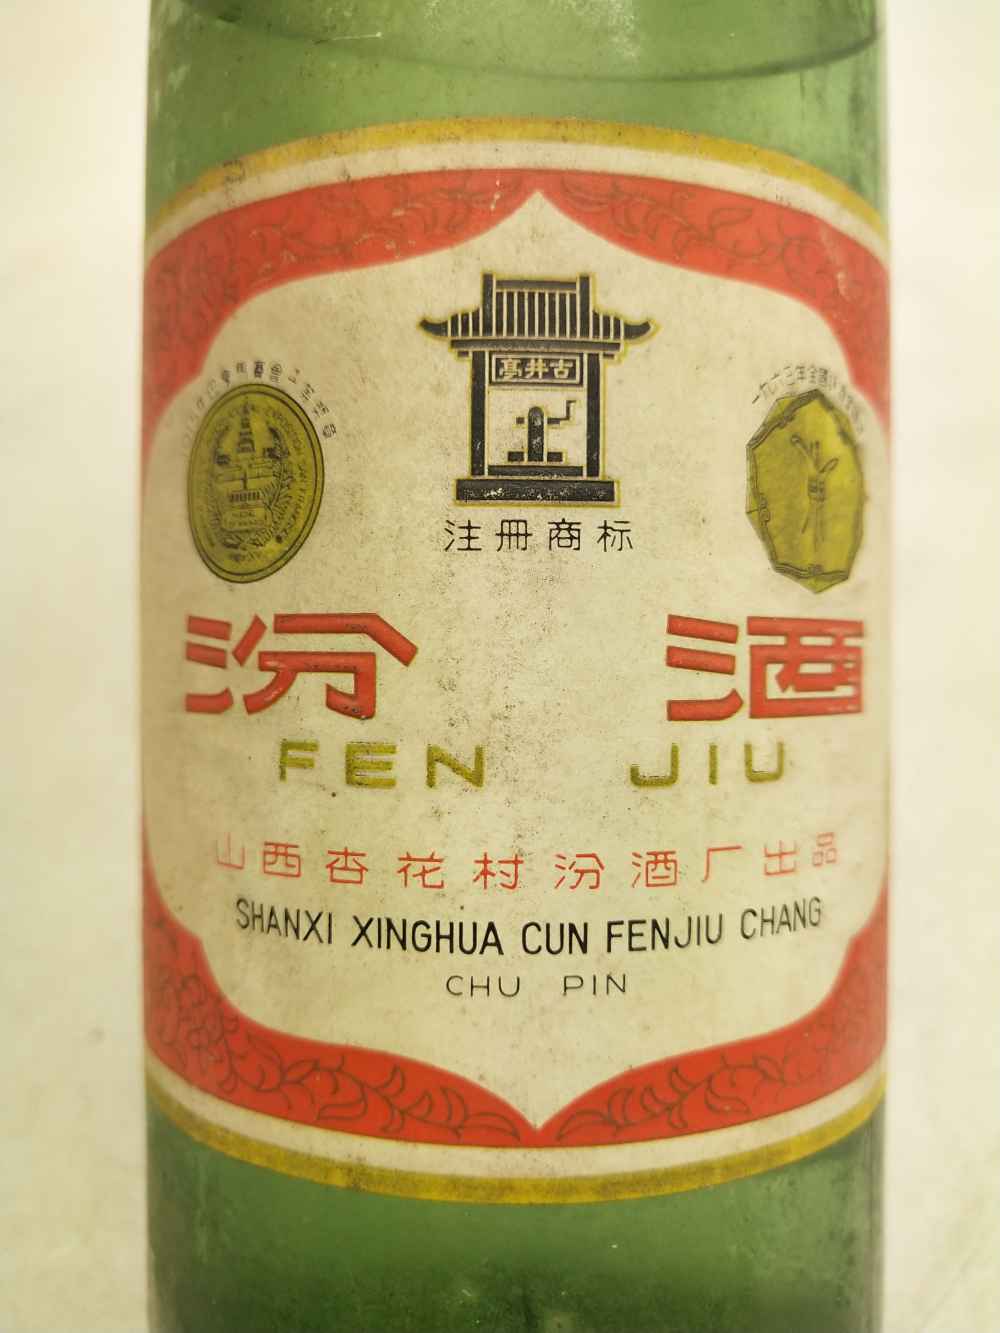 古井亭
注册商标
汾酒
FEN JIU
山西杏花村汾酒厂出品
SHANXI XINGHUA CUN FENJIU CHANG
CHU PIN